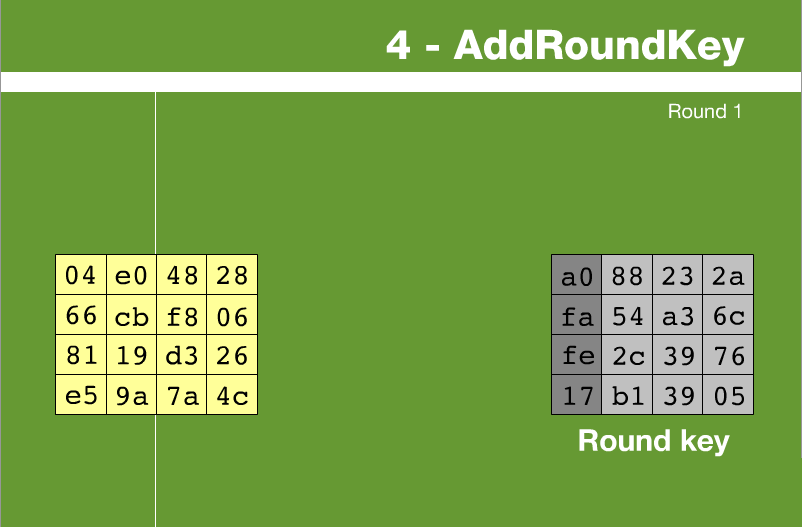 4 - AddRoundKey
Round 1
04 e0 48 28
66 cb f8 06
81 19 d3 26
e5 9a 7a 4c
a0 88 23 2a
fa 54 a3 6c
fe 2c 39 76
17 b1 39 05
Round key